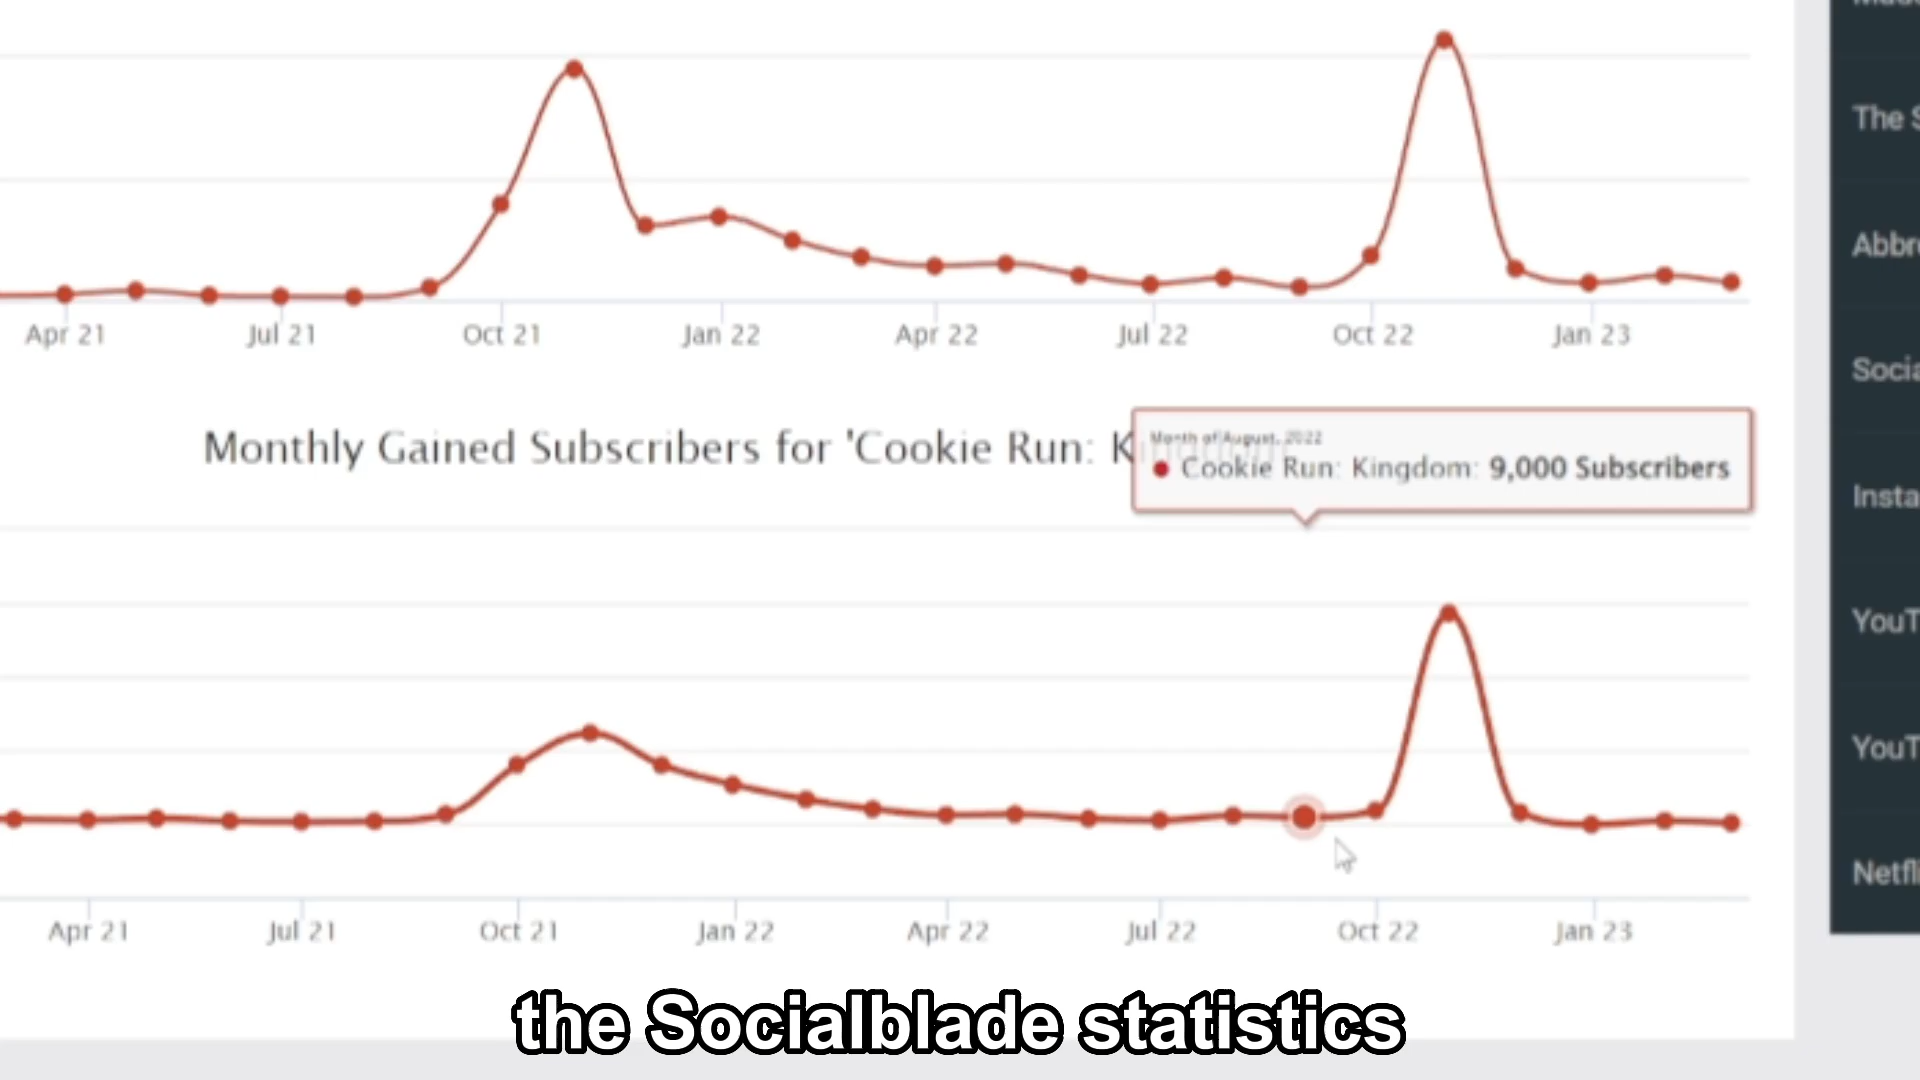 Apr 21 Jul 21 Oct 21 Jan 22 Apr 22 Jul 22 Oct 22 Jan 23
Monthly Gained Subscribers for 'Cookie Run: K
Month of August, 2022
Cookie Run: Kingdom: 9,000 Subscribers
Apr 21 Jul 21 Oct 21 Jan 22 Apr 22 Jul 22 Oct 22 Jan 23
The S
Abbr
Socia
Insta
YouT
YouT
Netfli
the Socialblade statistics